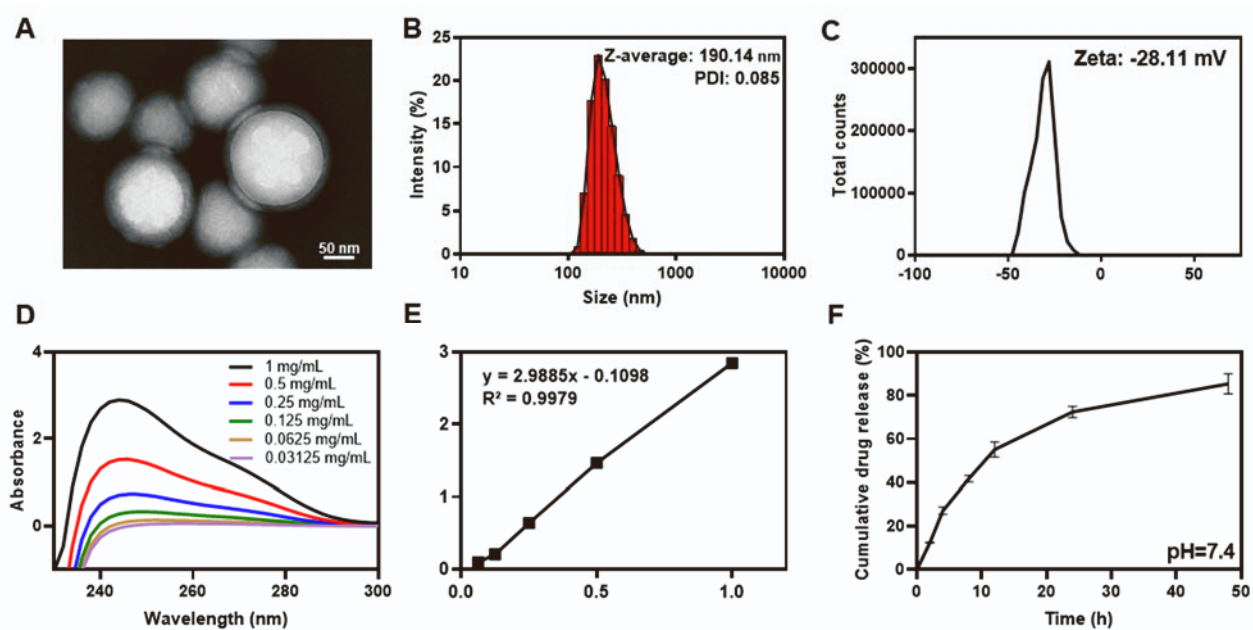 A
50 nm
B
Z-average: 190.14 nm
PDI: 0.085
Intensity (%)
25
20
15
10
5
0
10
100
1000
10000
Size (nm)
C
Zeta: -28.11 mV
Total counts
300000
200000
100000
0
-100
-50
0
50
D
1 mg/mL
0.5 mg/mL
0.25 mg/mL
0.125 mg/mL
0.0625 mg/mL
0.03125 mg/mL
Absorbance
4
2
0
240
260
280
300
Wavelength (nm)
E
y = 2.9885x - 0.1098
R² = 0.9979
3
2
1
0
0.0
0.5
1.0
F
Cumulative drug release (%)
100
80
60
40
20
0
0
10
20
30
40
50
pH=7.4
Time (h)